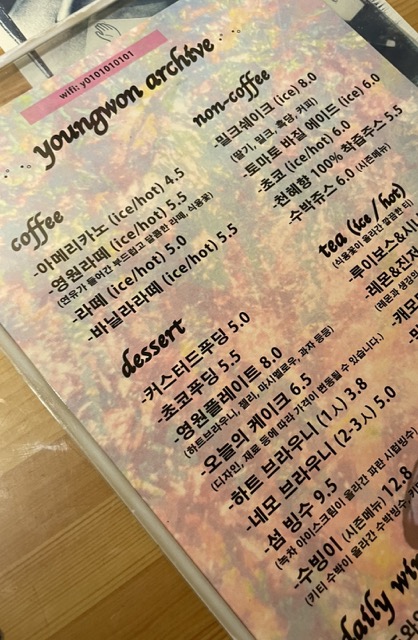 wifi: y0101010101
youngwon archive
coffee
-아메리카노 (ice/hot) 4.5
-영원라떼 (ice/hot) 5.5
(연유가 들어간 부드럽고 달콤한 라떼, 식용꽃)
-라떼 (ice/hot) 5.0
-바닐라라떼 (ice/hot) 5.5
non-coffee
-밀크쉐이크 (ice) 8.0
(딸기, 밀크, 흑당, 커피)
-토마토 바질 에이드 (ice) 6.0
-초코 (ice/hot) 6.0
-천혜향 100% 착즙주스 5.5
수박쥬스 6.0 (시즌메뉴)
tea (ice/hot)
(식용꽃이 올라간 깔끔한 티)
-루이보스&시
-레몬&진저
(레몬과 생강의
-캐모
dessert
-커스터드푸딩 5.0
-초코푸딩 5.5
-영원플레이트 8.0
(하트브라우니, 젤리, 마시멜로우, 과자 등등)
-오늘의 케이크 6.5
(디자인, 재료 등에 따라 가격이 변동될 수 있습니다.)
-하트 브라우니 (1人) 3.8
-네모 브라우니 (2-3人) 5.0
-섬 빙수 9.5
(녹차 아이스크림이 올라간 파란 시럽빙수)
-수빙이 (시즌메뉴) 12.8
(키티 수박이 올라간 수박빙수)
daily win